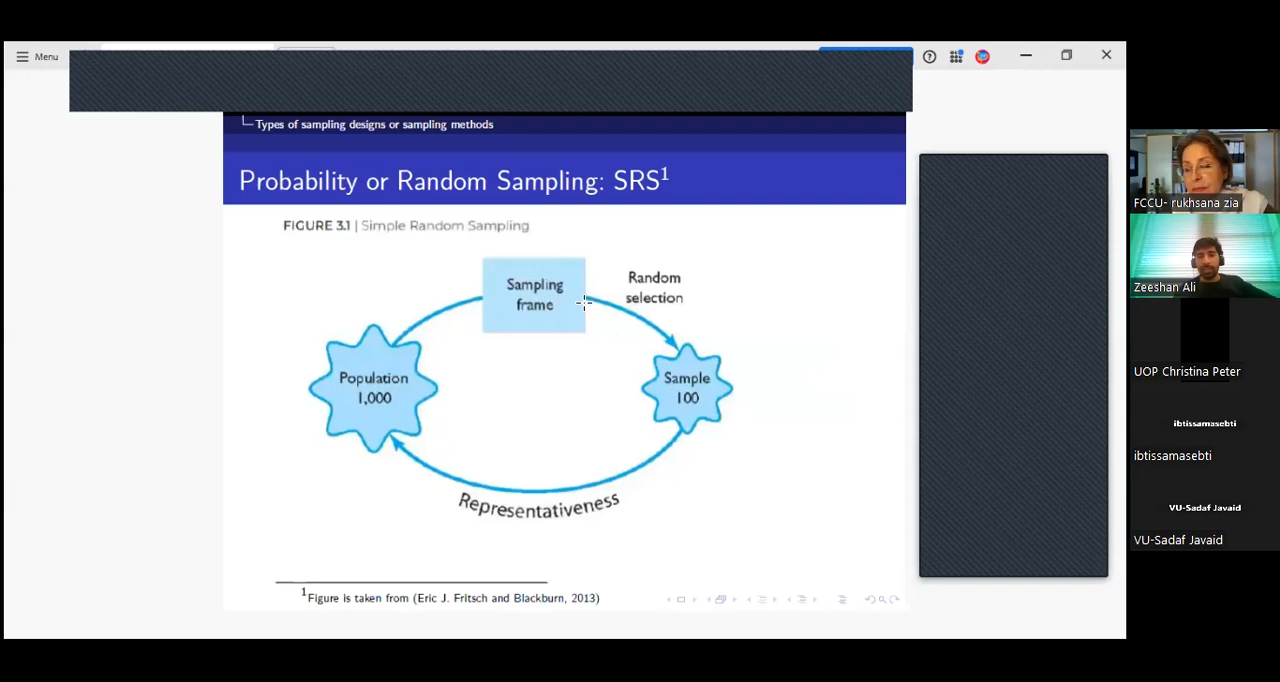 Menu
Types of sampling designs or sampling methods
Probability or Random Sampling: SRS1
FIGURE 3.1 | Simple Random Sampling
Sampling
frame
Random
selection
Population
1,000
Sample
100
Representativeness
1Figure is taken from (Eric J. Fritsch and Blackburn, 2013)
FCCU- rukhsana zia
Zeeshan Ali
UOP Christina Peter
ibtissamasebti
ibtissamasebti
VU-Sadaf Javaid
VU-Sadaf Javaid